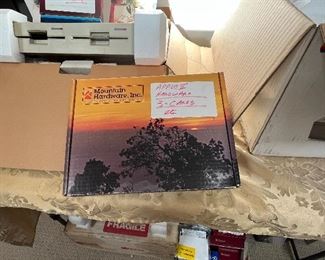 Mountain
Hardware, Inc.
APPLE II
HARDWARE
3-CARDS
etc
FRAGILE